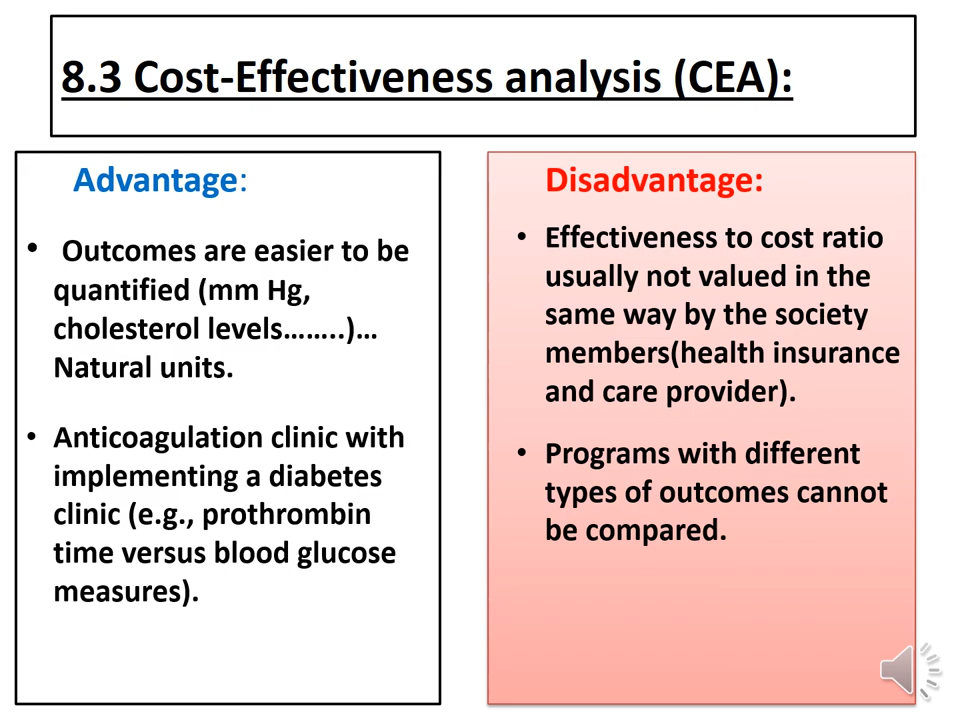 8.3 Cost-Effectiveness analysis (CEA):
Advantage:
• Outcomes are easier to be
quantified (mm Hg,
cholesterol levels……..)…
Natural units.
• Anticoagulation clinic with
implementing a diabetes
clinic (e.g., prothrombin
time versus blood glucose
measures).
Disadvantage:
• Effectiveness to cost ratio
usually not valued in the
same way by the society
members(health insurance
and care provider).
• Programs with different
types of outcomes cannot
be compared.